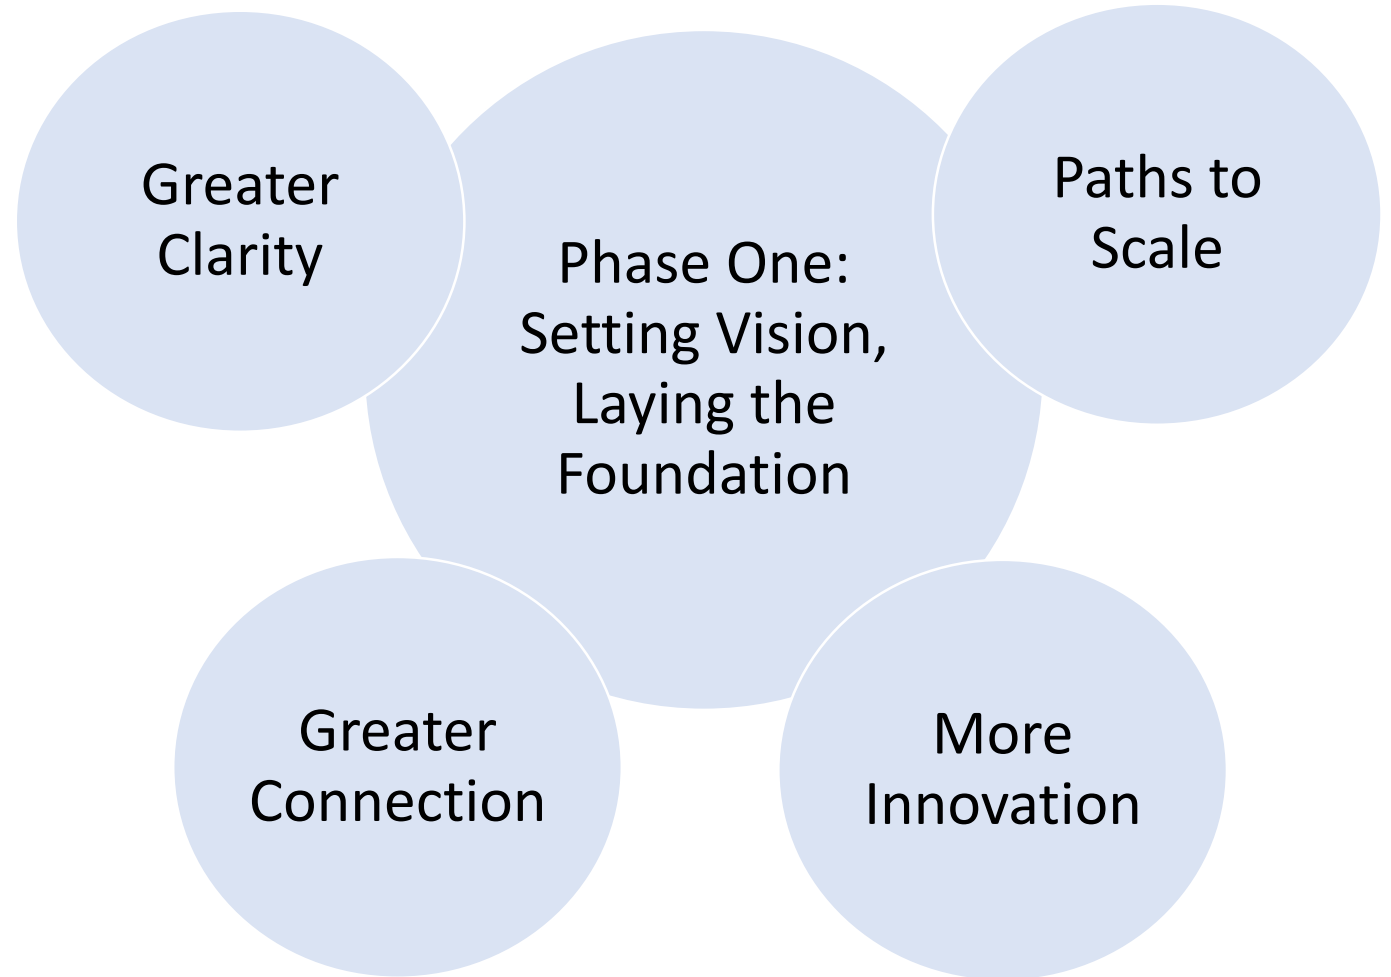 Greater
Clarity
Phase One:
Setting Vision,
Laying the
Foundation
Paths to
Scale
Greater
Connection
More
Innovation